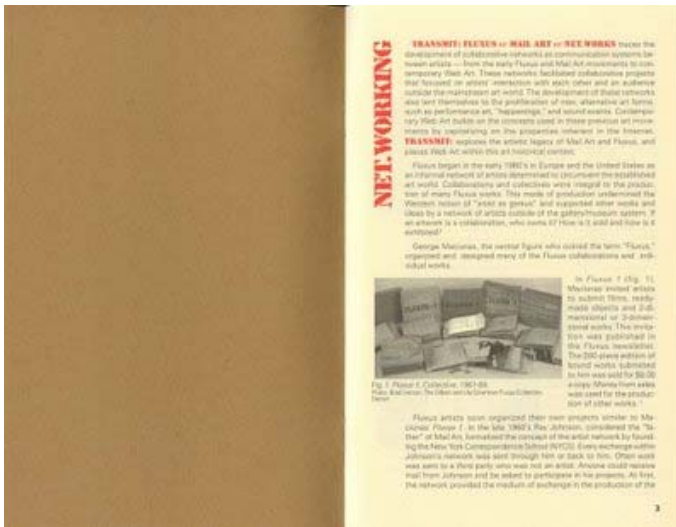 NET.WORKING
TRANSMIT: FLUXUS or MAIL ART or NET.WORKS traces the
development of collaborative networks as communication systems be-
tween artists — from the early Fluxus and Mail Art movements to con-
temporary Web Art. These networks facilitated collaborative projects
that focused on artists' interaction with each other and an audience
outside the mainstream art world. The development of these networks
also lent themselves to the proliferation of new, alternative art forms
such as performance art, "happenings," and sound events. Contempo-
rary Web Art builds on the concepts used in these previous art move-
ments by capitalizing on the properties inherent in the Internet.
TRANSMIT: explores the artistic legacy of Mail Art and Fluxus, and
places Web Art within this art historical context.
Fluxus began in the early 1960's in Europe and the United States as
an informal network of artists determined to circumvent the established
art world. Collaborations and collectives were integral to the produc-
tion of many Fluxus works. This mode of production undermined the
Western notion of "artist as genius" and supported other works and
ideas by a network of artists outside of the gallery/museum system. If
an artwork is a collaboration, who owns it? How is it sold and how is it
exhibited?
George Maciunas, the central figure who coined the term "Fluxus,"
organized and designed many of the Fluxus collaborations and indi-
vidual works.
In Fluxus 1 (fig. 1),
Maciunas invited artists
to submit films, ready-
made objects and 2-di-
mensional or 3-dimen-
sional works. This invita-
tion was published in
the Fluxus newsletter.
The 200 piece edition of
bound works submitted
to him was sold for $6.00
a copy. Money from sales
was used for the produc-
tion of other works.
Fig. 1 Fluxus 1, Collective, 1961-
Photo: Brad Iverson, The Gilbert and Lila Silverman Fluxus Collection,
Detroit
Fluxus artists soon organized their own projects similar to Ma-
ciunas' Fluxus 1. In the late 1960's Ray Johnson, considered the "fa-
ther" of Mail Art, formalized the concept of the artist network by found-
ing the New York Correspondence School (NYCS). Every exchange within
Johnson's network was sent through him or back to him. Often work
was sent to a third party who was not an artist. Anyone could receive
mail from Johnson and be asked to participate in his projects. At first,
the network provided the medium of exchange in the production of the
3